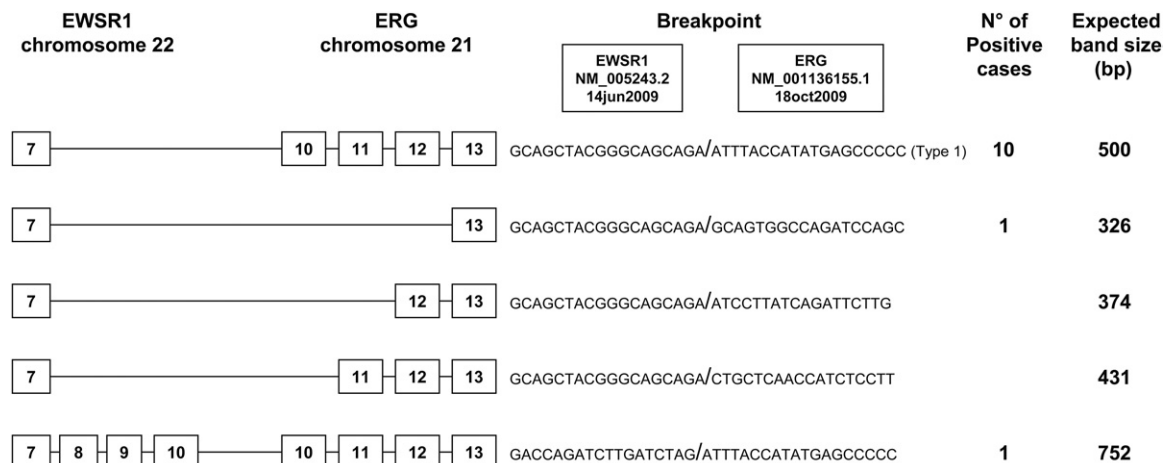 EWSR1 ERG Breakpoint N° of Expected
chromosome 22 chromosome 21 Positive band size
cases (bp)
EWSR1 ERG
NM_005243.2 NM_001136155.1
14jun2009 18oct2009
7 10 11 12 13 GCAGCTACGGGCAGCAGA/ATTTACCATATGAGCCCCC (Type 1) 10 500
7 13 GCAGCTACGGGCAGCAGA/GCAGTGGCCAGATCCAGC 1 326
7 12 13 GCAGCTACGGGCAGCAGA/ATCCTTATCAGATTCTTG 374
7 11 12 13 GCAGCTACGGGCAGCAGA/CTGCTCAACCATCTCCTT 431
7 8 9 10 10 11 12 13 GACCAGATCTTGATCTAG/ATTTACCATATGAGCCCCC 1 752